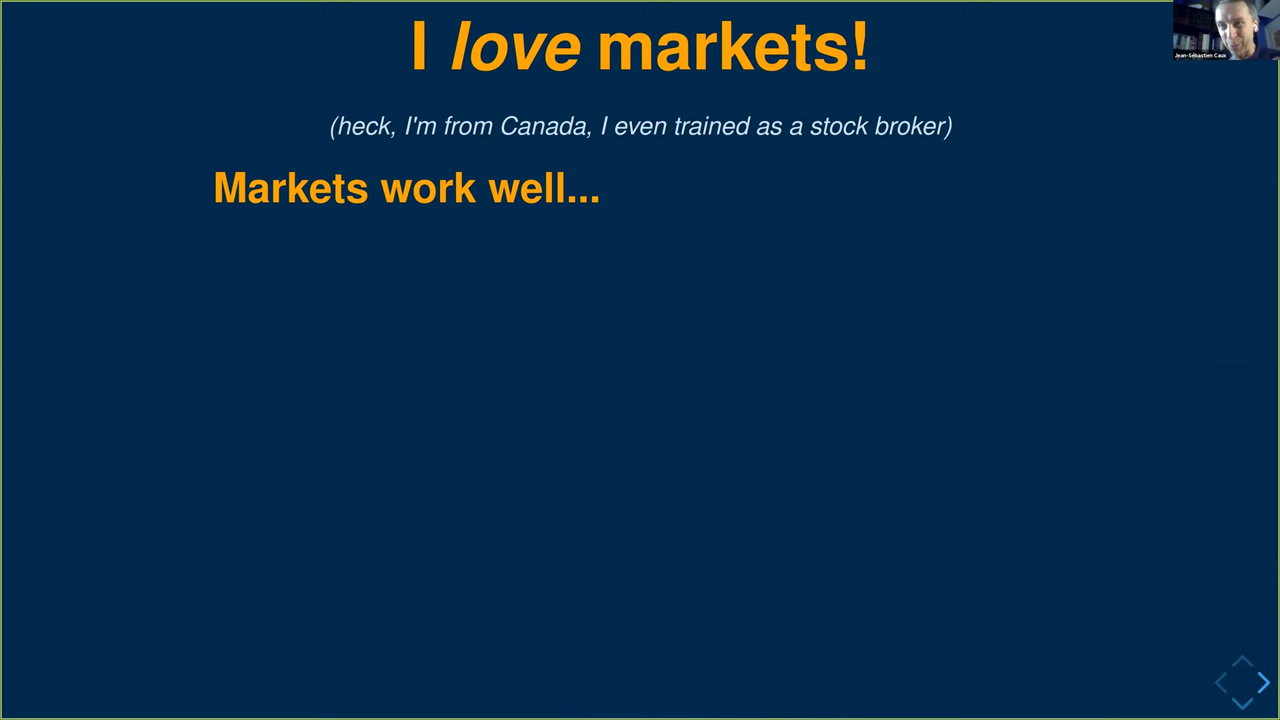 I love markets!
Jean-Sébastien Caux
(heck, I'm from Canada, I even trained as a stock broker)
Markets work well...